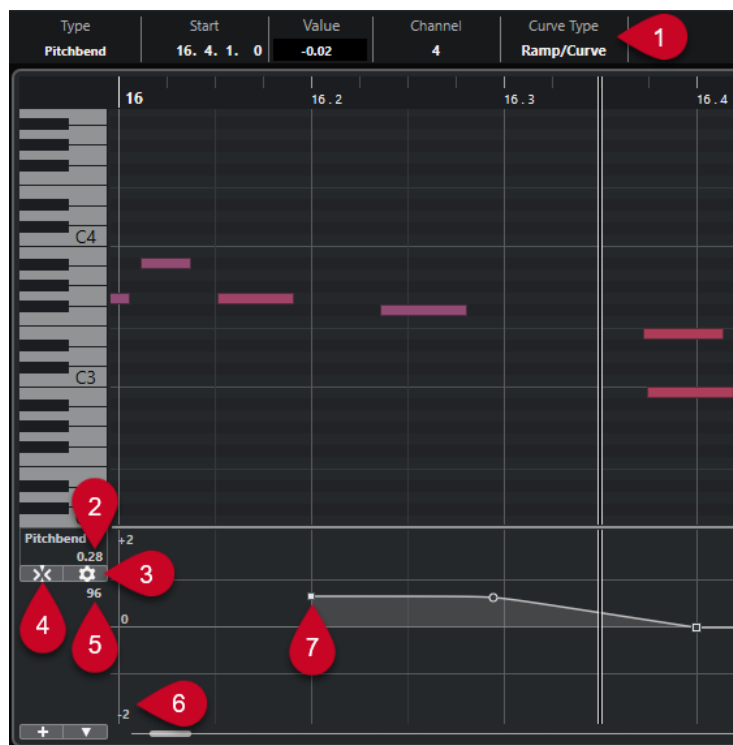 Type Start Value Channel Curve Type
Pitchbend 16. 4. 1. 0 -0.02 4 Ramp/Curve
1
16 16.2 16.3 16.4
C4
C3
2
Pitchbend +2
0.28
3
96
4
5
0
7
6
-2